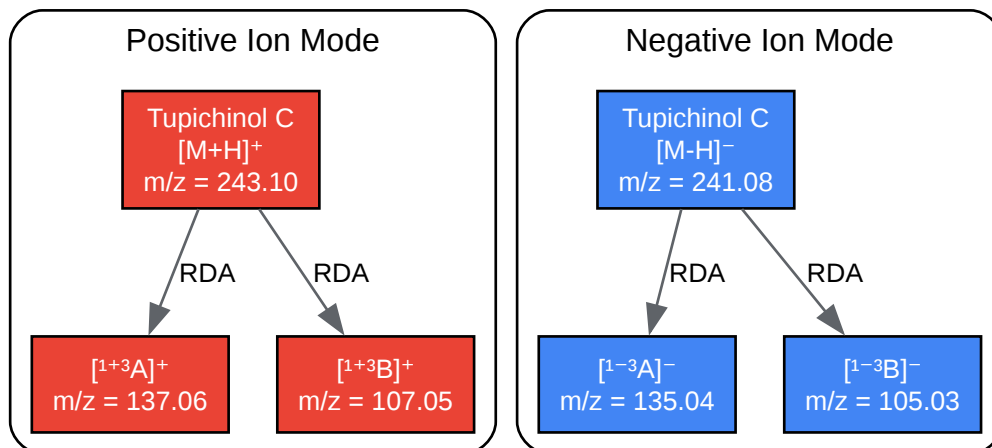 Positive Ion Mode
Tupichinol C
[M+H]⁺
m/z = 243.10
RDA
RDA
[¹⁺³A]⁺
m/z = 137.06
[¹⁺³B]⁺
m/z = 107.05
Negative Ion Mode
Tupichinol C
[M-H]⁻
m/z = 241.08
RDA
RDA
[¹⁻³A]⁻
m/z = 135.04
[¹⁻³B]⁻
m/z = 105.03